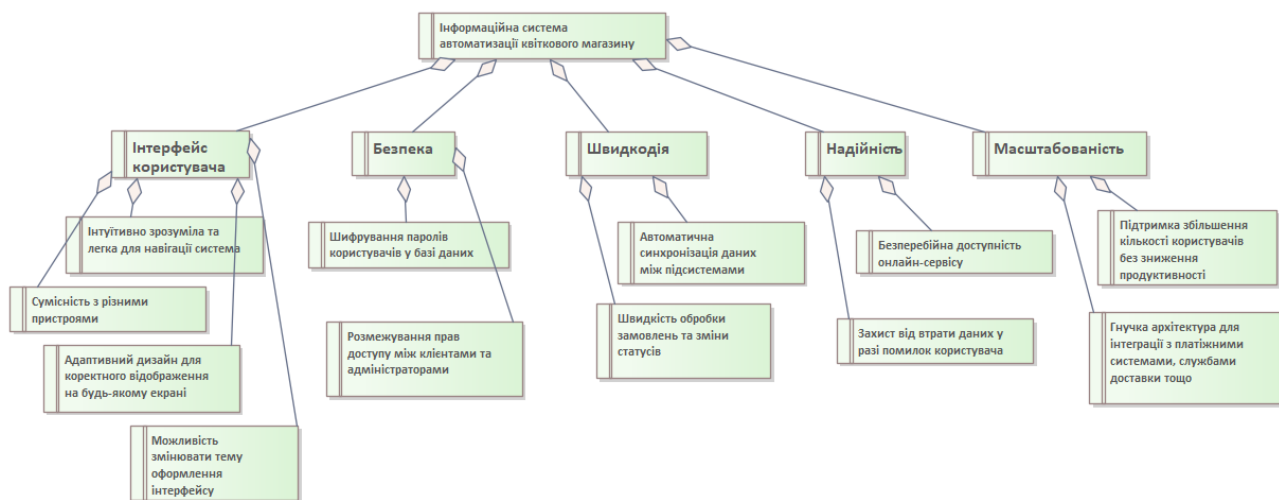 Інформаційна система
автоматизації квіткового магазину
Інтерфейс
користувача
Безпека
Швидкодія
Надійність
Масштабованість
Інтуїтивно зрозуміла та
легка для навігації система
Сумісність з різними
пристроями
Адаптивний дизайн для
коректного відображення
на будь-якому екрані
Можливість
змінювати тему
оформлення
інтерфейсу
Шифрування паролів
користувачів у базі даних
Розмежування прав
доступу між клієнтами та
адміністраторами
Автоматична
синхронізація даних
між підсистемами
Швидкість обробки
замовлень та зміни
статусів
Безперебійна доступність
онлайн-сервісу
Захист від втрати даних у
разі помилок користувача
Підтримка збільшення
кількості користувачів
без зниження
продуктивності
Гнучка архітектура для
інтеграції з платіжними
системами, службами
доставки тощо